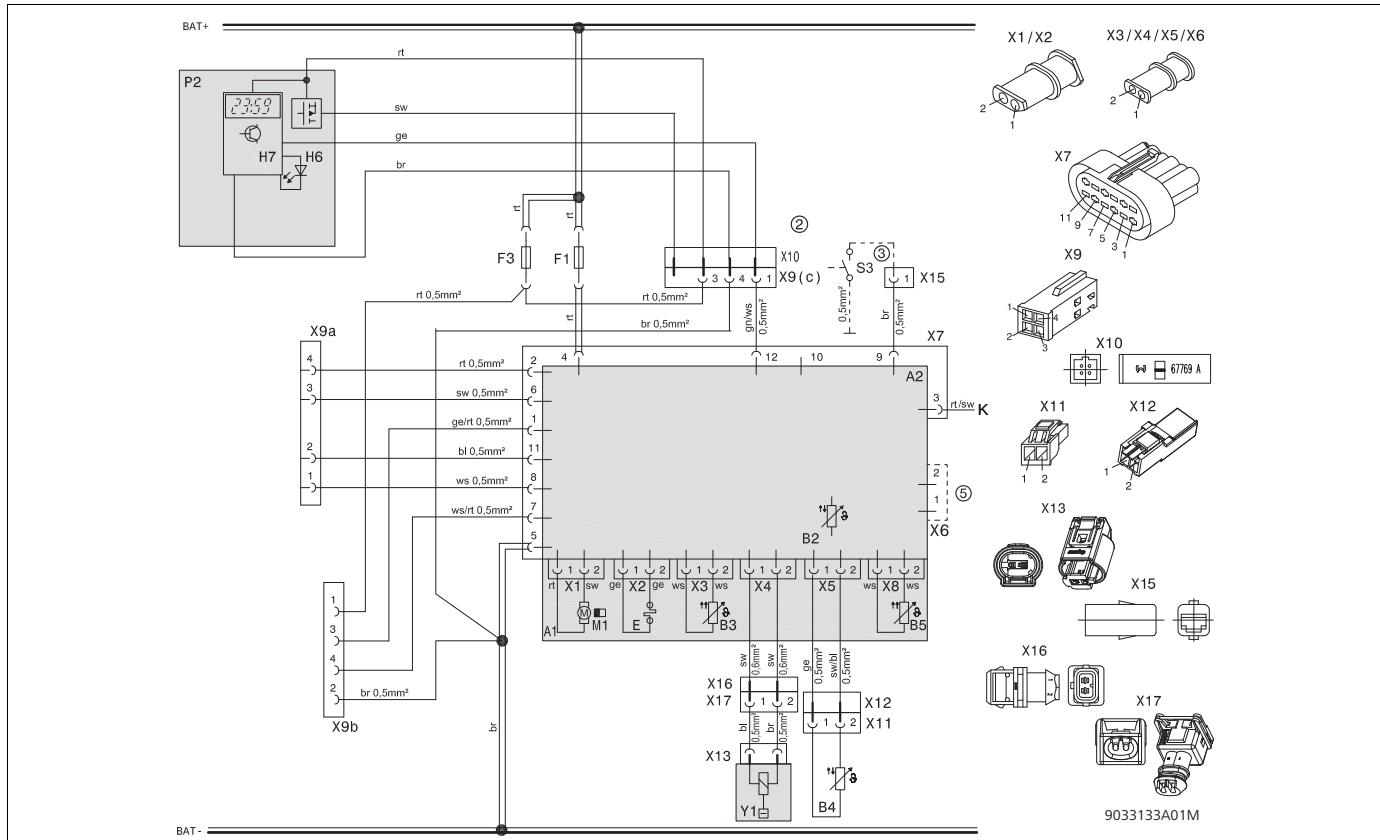 BAT+
rt
P2
23:59
sw
ge
H7 H6
br
rt
rt
F3
F1
②
X10
X9(c)
3
4
1
③
S3
1
X15
rt 0,5mm²
rt 0,5mm²
br 0,5mm²
rt
gn/ws
0,5mm²
0,5mm²
br
0,5mm²
X7
X9a
4
12
10
9
A2
4
rt 0,5mm²
2
3
sw 0,5mm²
6
3
rt/sw
K
ge/rt 0,5mm²
1
2
bl 0,5mm²
11
1
ws 0,5mm²
8
2
1
⑤
X6
ws/rt 0,5mm²
7
5
B2
1 2
1 2
1 2
1 2
1 2
1 2
rt X1 sw
ge X2 ge
ws X3 ws
X4
X5
ws X8 ws
A1
M
M1
E
B3
B5
X9b
1
3
4
2
br 0,5mm²
br
sw
0,6mm²
sw
0,6mm²
ge
0,5mm²
sw/bl
0,5mm²
X16
X17
1
2
X12
X11
1
2
bl
0,5mm²
br
0,5mm²
X13
Y1
B4
BAT-
X1/X2
2
1
X3/X4/X5/X6
2
1
X7
11
9
7
5
3
1
X9
1
4
2
3
X10
67769 A
X11
1 2
X12
1
2
X13
X15
X16
1
2
X17
9033133A01M